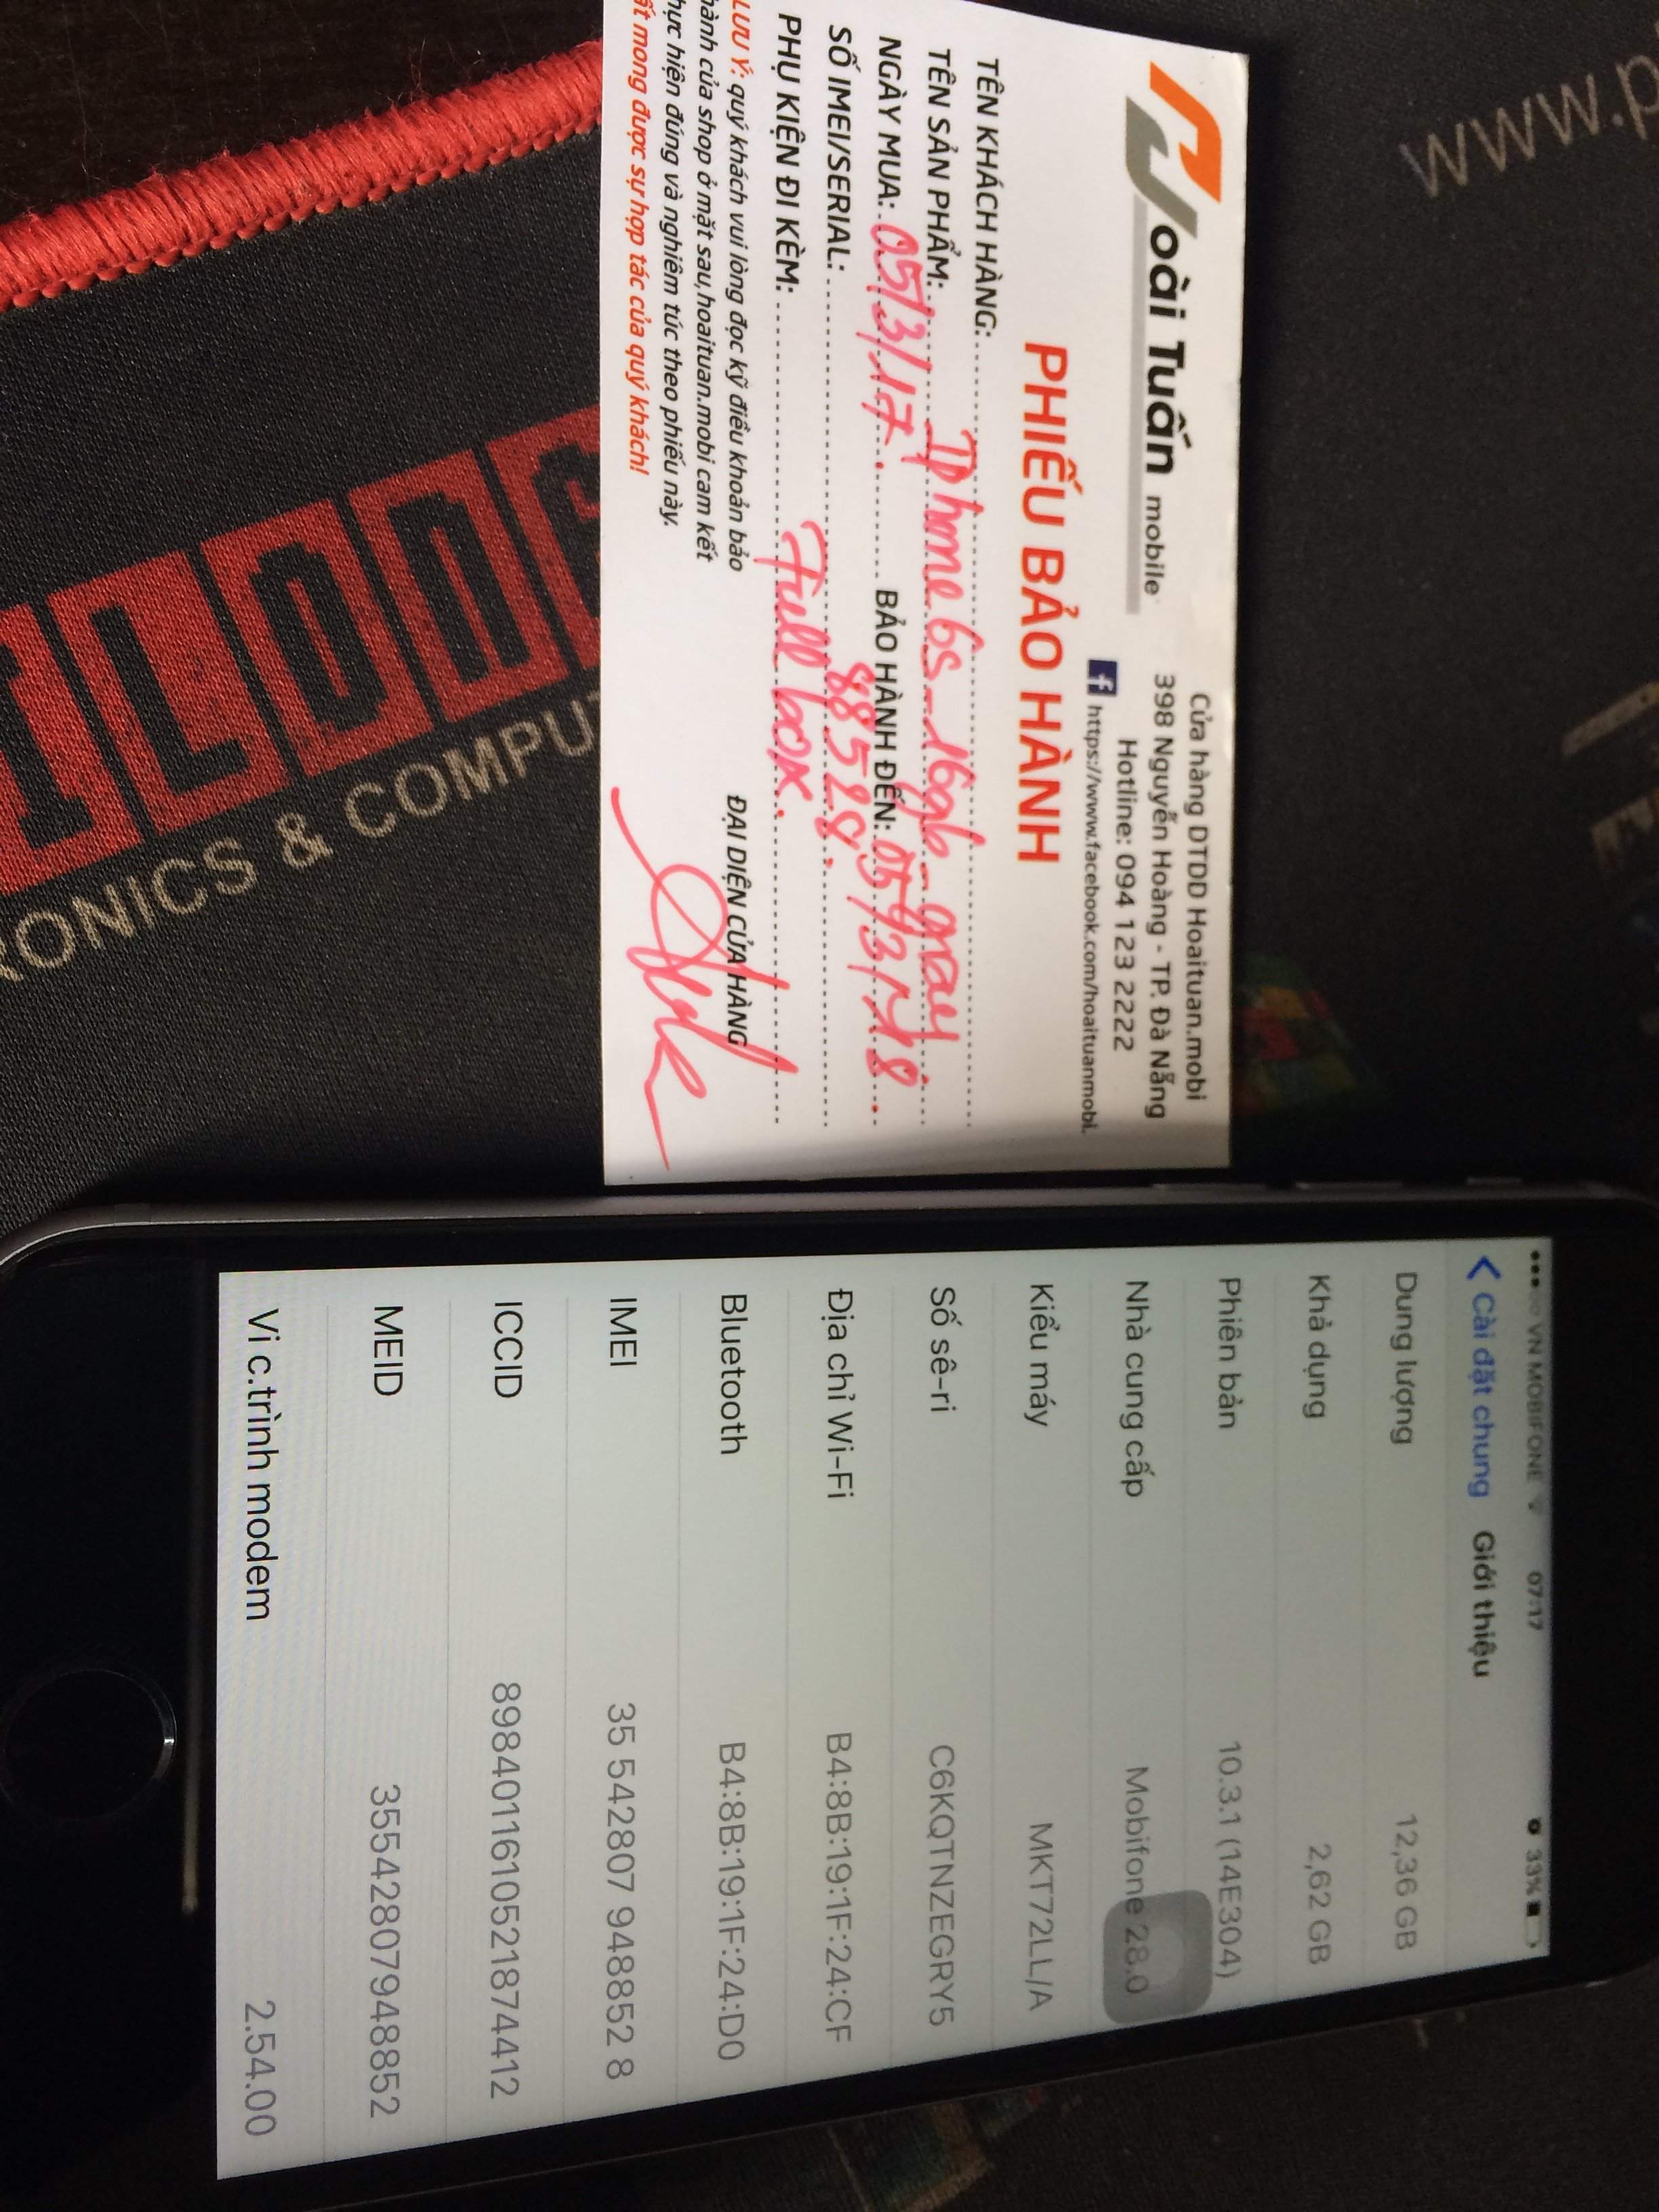 Hoài Tuấn mobile
Cửa hàng DTDD Hoaituan.mobi
398 Nguyễn Hoàng - TP. Đà Nẵng
Hotline: 094 123 2222
f https://www.facebook.com/hoaituanmobi.
PHIẾU BẢO HÀNH
TÊN KHÁCH HÀNG:
TÊN SẢN PHẨM: IPhone 6s - 16gb - gray
NGÀY MUA: 05/3/17. BẢO HÀNH ĐẾN: 05/3/18
SỐ IMEI/SERIAL: 88528.
PHỤ KIỆN ĐI KÈM: Full box.
LƯU Ý: quý khách vui lòng đọc kỹ điều khoản bảo
hành của shop ở mặt sau,hoaituan.mobi cam kết
thực hiện đúng và nghiêm túc theo phiếu này.
ất mong được sự hợp tác của quý khách!
ĐẠI DIỆN CỬA HÀNG
VN MOBIFONE 07:17 33%
Cài đặt chung Giới thiệu
Dung lượng 12,36 GB
Khả dụng 2,62 GB
Phiên bản 10.3.1 (14E304)
Nhà cung cấp Mobifone 28.0
Kiểu máy MKT72LL/A
Số sê-ri C6KQTNZEGRY5
Địa chỉ Wi-Fi B4:8B:19:1F:24:CF
Bluetooth B4:8B:19:1F:24:D0
IMEI 35 542807 948852 8
ICCID 8984011610521874412
MEID 35542807948852
Vi c.trình modem 2.54.00
www.p
RONICS & COMPU